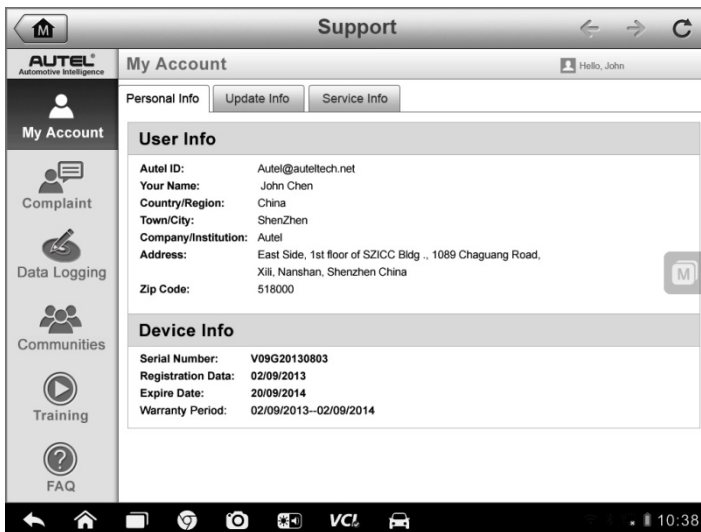 M
Support
AUTEL®
Automotive Intelligence
My Account
Hello, John
Personal Info
Update Info
Service Info
My Account
User Info
Autel ID: Autel@auteltech.net
Your Name: John Chen
Country/Region: China
Town/City: ShenZhen
Company/Institution: Autel
Address: East Side, 1st floor of SZICC Bldg ., 1089 Chaguang Road,
Xili, Nanshan, Shenzhen China
Zip Code: 518000
Complaint
Data Logging
M
Device Info
Serial Number: V09G20130803
Registration Data: 02/09/2013
Expire Date: 20/09/2014
Warranty Period: 02/09/2013--02/09/2014
Communities
Training
?
FAQ
VCI
10:38